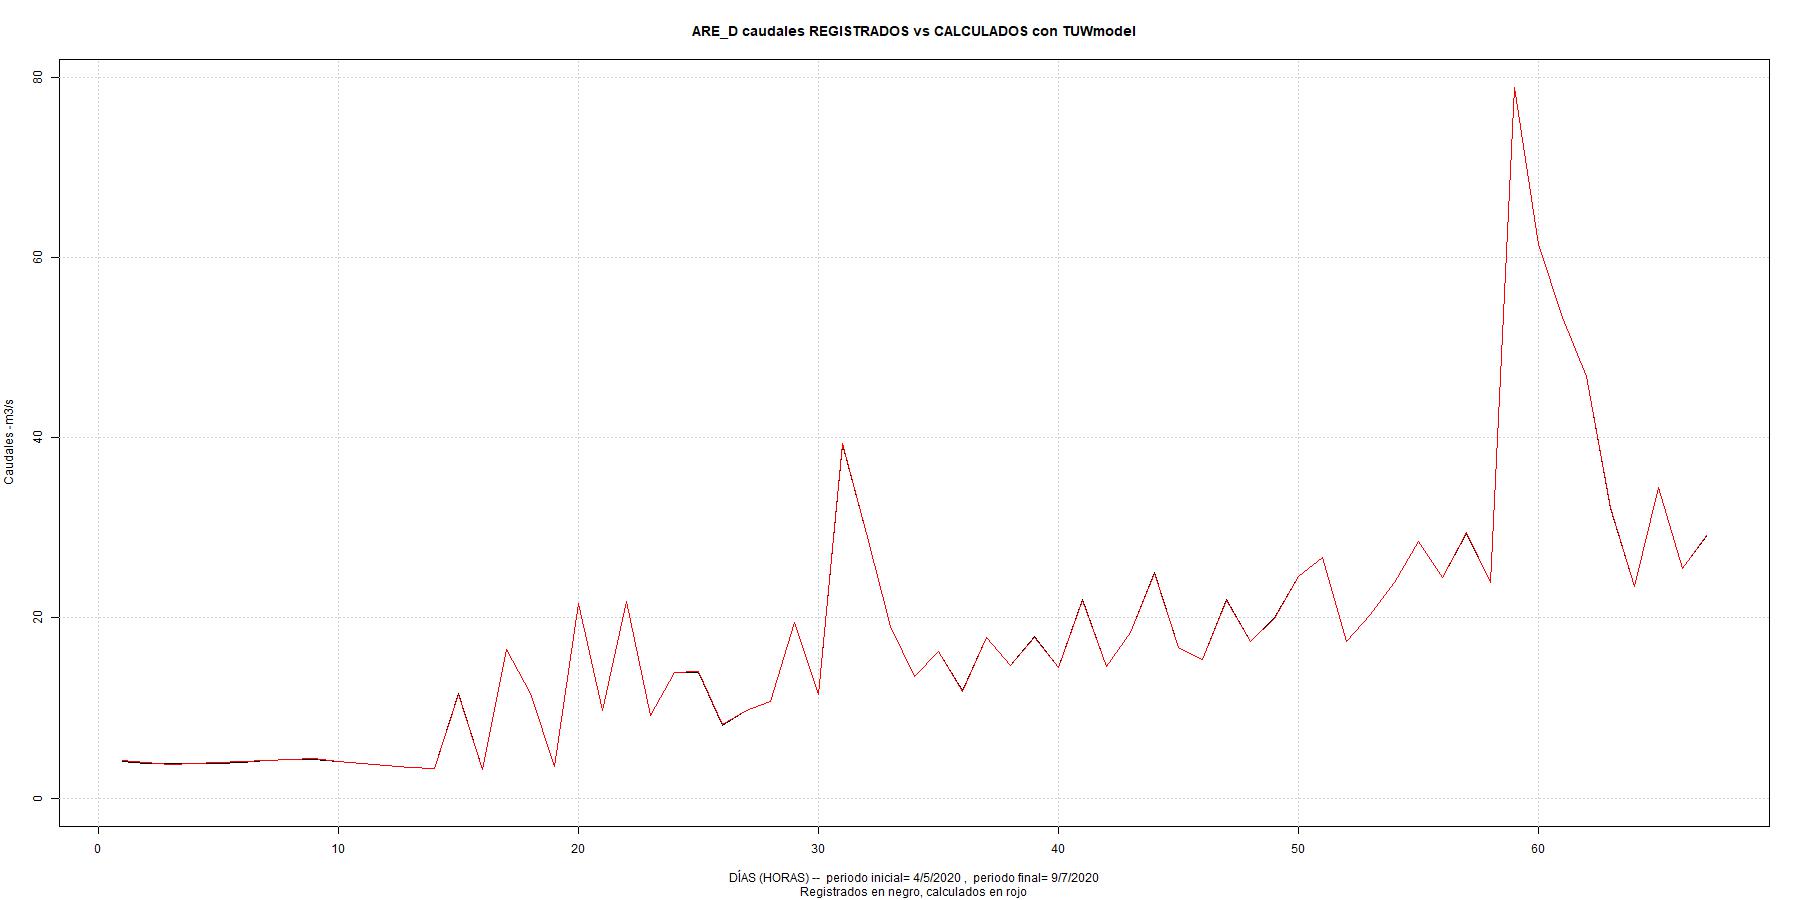 ARE_D caudales REGISTRADOS vs CALCULADOS con TUWmodel
80
60
40
20
0
Caudales -m3/s
0 10 20 30 40 50 60
DÍAS (HORAS) -- periodo inicial= 4/5/2020 , periodo final= 9/7/2020
Registrados en negro, calculados en rojo